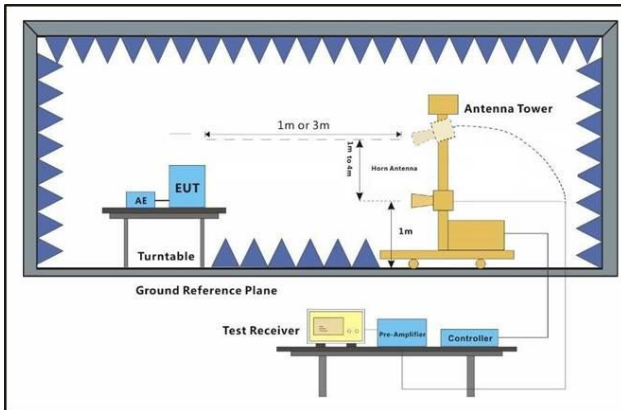 Antenna Tower
1m or 3m
1m to 4m
Horn Antenna
EUT
AE
1m
Turntable
Ground Reference Plane
Test Receiver
Pre-Amplifier
Controller